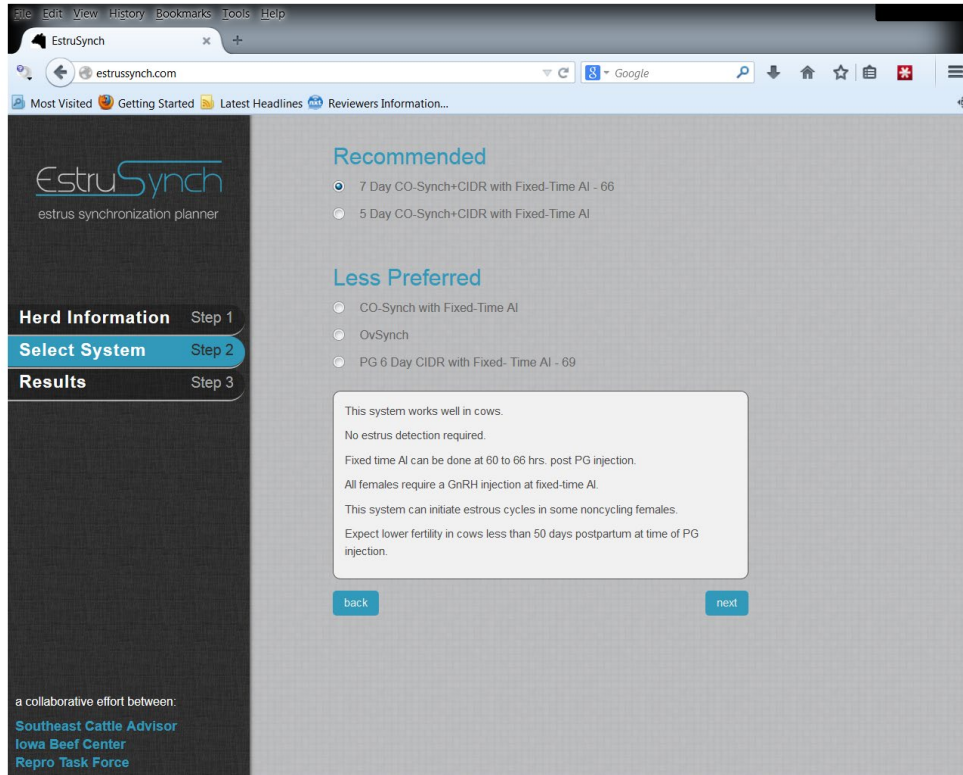 File Edit View History Bookmarks Tools Help
EstruSynch
estrussynch.com
Google
Most Visited Getting Started Latest Headlines Reviewers Information...
EstruSynch
estrus synchronization planner
Herd Information Step 1
Select System Step 2
Results Step 3
a collaborative effort between:
Southeast Cattle Advisor
Iowa Beef Center
Repro Task Force
Recommended
7 Day CO-Synch+CIDR with Fixed-Time AI - 66
5 Day CO-Synch+CIDR with Fixed-Time AI
Less Preferred
CO-Synch with Fixed-Time AI
OvSynch
PG 6 Day CIDR with Fixed- Time AI - 69
This system works well in cows.
No estrus detection required.
Fixed time AI can be done at 60 to 66 hrs. post PG injection.
All females require a GnRH injection at fixed-time AI.
This system can initiate estrous cycles in some noncycling females.
Expect lower fertility in cows less than 50 days postpartum at time of PG
injection.
back
next